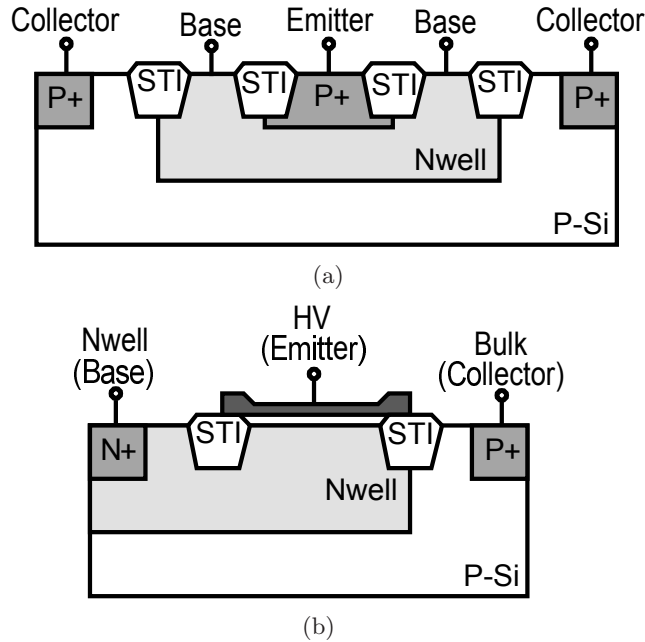 Collector Base Emitter Base Collector
P+ STI STI P+ STI STI P+
Nwell
P-Si
(a)
HV
(Emitter)
Nwell
(Base)
Bulk
(Collector)
N+ STI STI P+
Nwell
P-Si
(b)